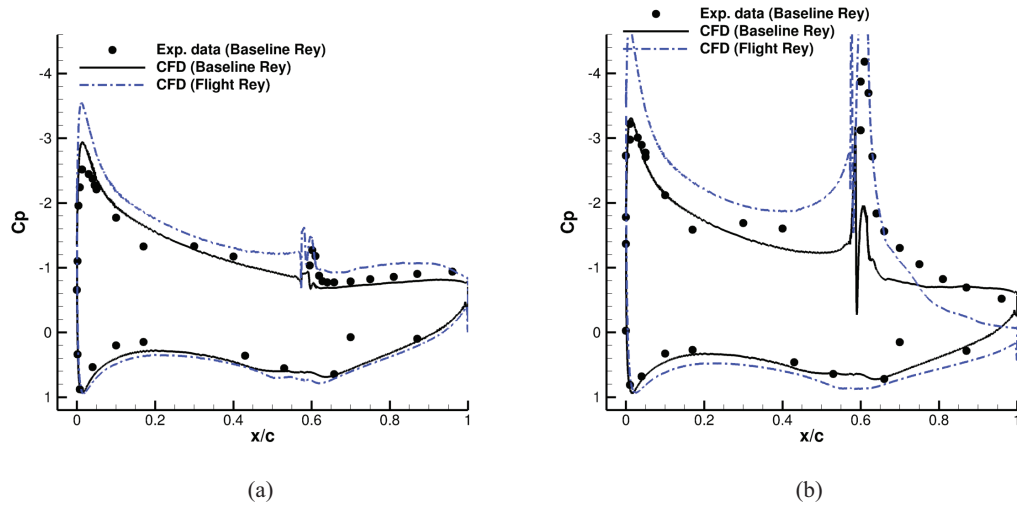 Exp. data (Baseline Rey)
CFD (Baseline Rey)
CFD (Flight Rey)
-4
-3
-2
-1
0
1
Cp
0
0.2
0.4
0.6
0.8
1
x/c
(a)
Exp. data (Baseline Rey)
CFD (Baseline Rey)
CFD (Flight Rey)
-4
-3
-2
-1
0
1
Cp
0
0.2
0.4
0.6
0.8
1
x/c
(b)